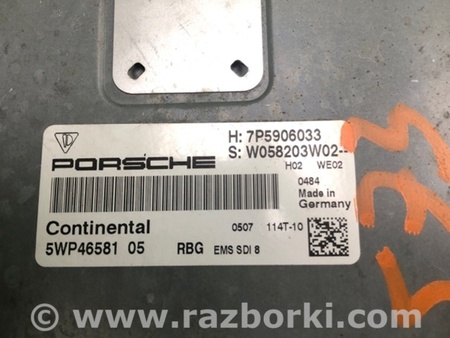 PORSCHE
H: 7P5906033
S: W058203W02--
H02 WE02
0484
Made in
Germany
Continental
0507 114T-10
5WP46581 05 RBG EMS SDI 8
www.razborki.com